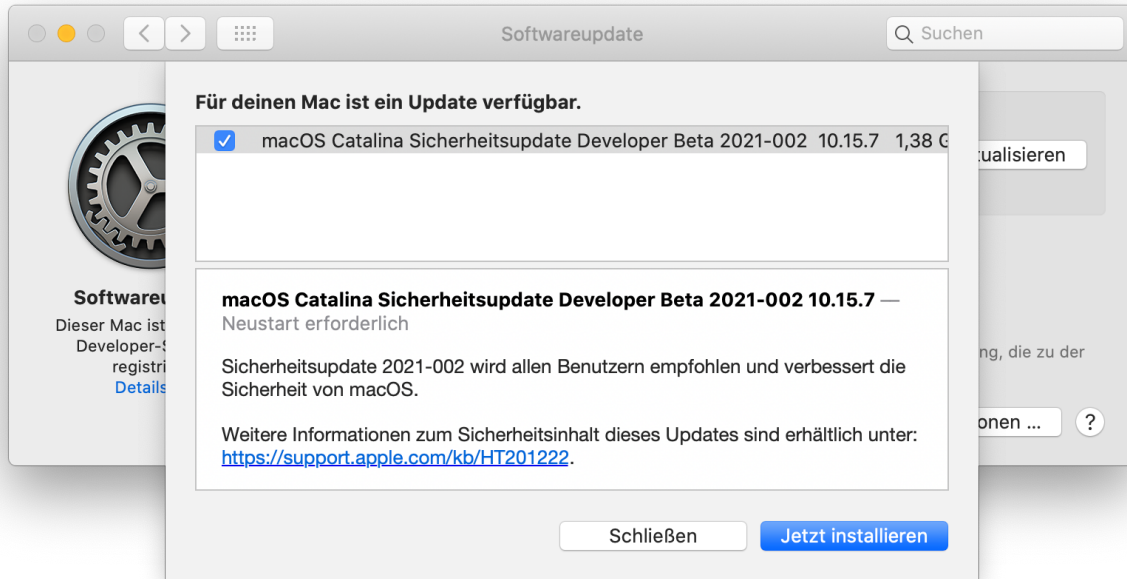 Softwareupdate
Suchen
Für deinen Mac ist ein Update verfügbar.
macOS Catalina Sicherheitsupdate Developer Beta 2021-002 10.15.7 1,38 G
tualisieren
macOS Catalina Sicherheitsupdate Developer Beta 2021-002 10.15.7 —
Neustart erforderlich
Sicherheitsupdate 2021-002 wird allen Benutzern empfohlen und verbessert die
Sicherheit von macOS.
Weitere Informationen zum Sicherheitsinhalt dieses Updates sind erhältlich unter:
https://support.apple.com/kb/HT201222.
Softwareu
Dieser Mac ist
Developer-S
registri
Details
ng, die zu der
onen ...
?
Schließen
Jetzt installieren